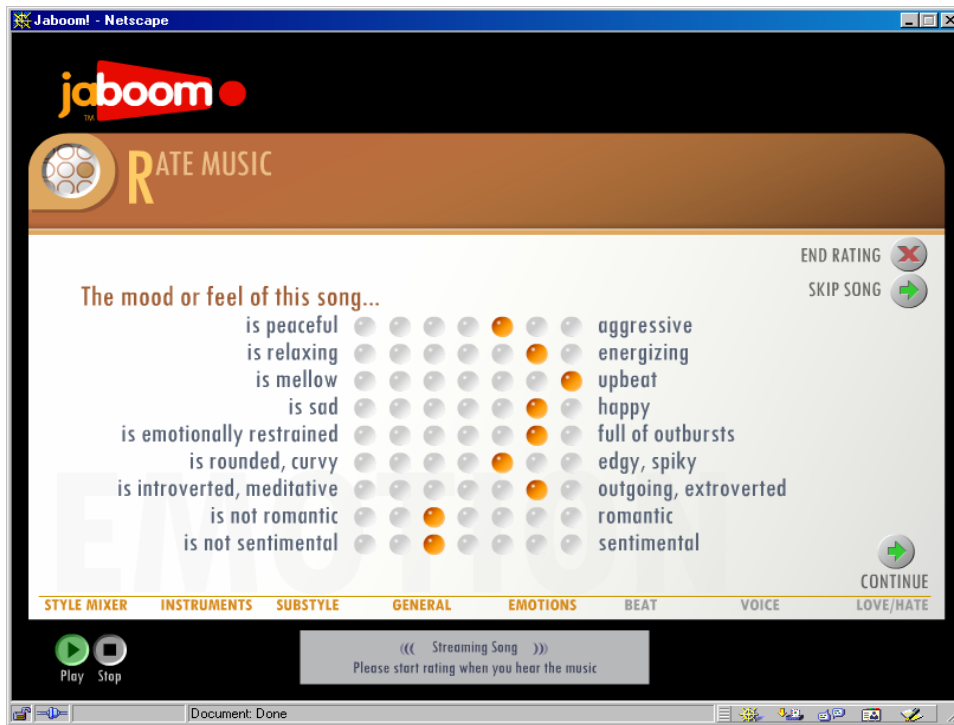 Jaboom! - Netscape
jaboom
TM
RATE MUSIC
END RATING
SKIP SONG
The mood or feel of this song...
is peaceful aggressive
is relaxing energizing
is mellow upbeat
is sad happy
is emotionally restrained full of outbursts
is rounded, curvy edgy, spiky
is introverted, meditative outgoing, extroverted
is not romantic romantic
is not sentimental sentimental
EMOTION
CONTINUE
STYLE MIXER INSTRUMENTS SUBSTYLE GENERAL EMOTIONS BEAT VOICE LOVE/HATE
((( Streaming Song )))
Please start rating when you hear the music
Play Stop
Document: Done